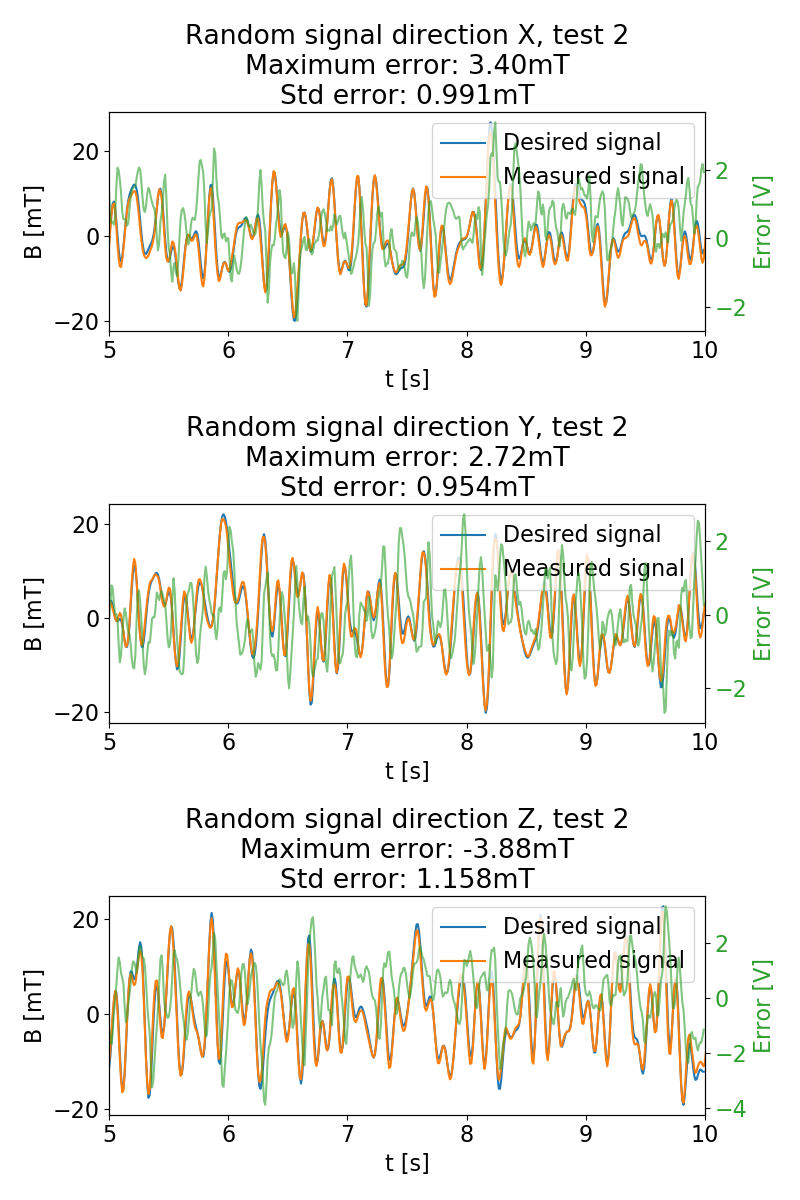 Random signal direction X, test 2
Maximum error: 3.40mT
Std error: 0.991mT
Desired signal
Measured signal
B [mT]
20
0
−20
2
0
−2
Error [V]
5 6 7 8 9 10
t [s]
Random signal direction Y, test 2
Maximum error: 2.72mT
Std error: 0.954mT
Desired signal
Measured signal
B [mT]
20
0
−20
2
0
−2
Error [V]
5 6 7 8 9 10
t [s]
Random signal direction Z, test 2
Maximum error: -3.88mT
Std error: 1.158mT
Desired signal
Measured signal
B [mT]
20
0
−20
2
0
−2
−4
Error [V]
5 6 7 8 9 10
t [s]